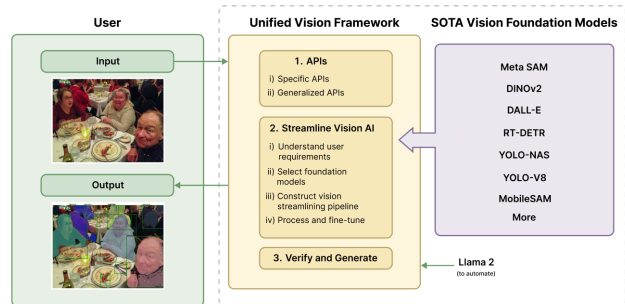 User
Unified Vision Framework
SOTA Vision Foundation Models
Input
Output
1. APIs
i) Specific APIs
ii) Generalized APIs
2. Streamline Vision AI
i) Understand user
requirements
ii) Select foundation
models
iii) Construct vision
streamlining pipeline
iv) Process and fine-tune
3. Verify and Generate
Meta SAM
DINOv2
DALL-E
RT-DETR
YOLO-NAS
YOLO-V8
MobileSAM
More
Llama 2
(to automate)